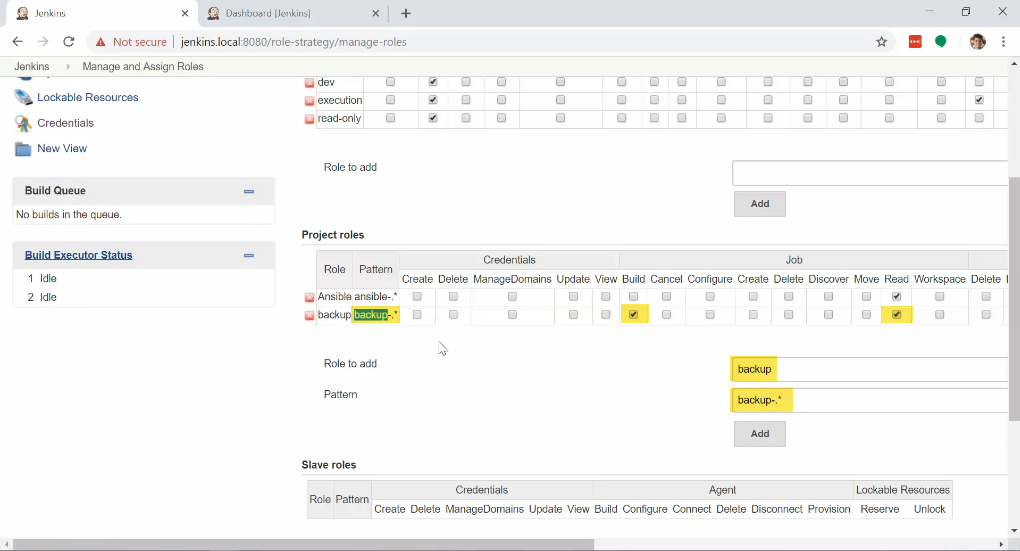 Jenkins
Dashboard [Jenkins]
Not secure | jenkins.local:8080/role-strategy/manage-roles
Jenkins Manage and Assign Roles
Lockable Resources
Credentials
New View
Build Queue
No builds in the queue.
Build Executor Status
1 Idle
2 Idle
dev
execution
read-only
Role to add
Add
Project roles
Role Pattern Credentials Job
Create Delete ManageDomains Update View Build Cancel Configure Create Delete Discover Move Read Workspace Delete
Ansible ansible-.*
backup backup-.*
Role to add backup
Pattern backup-.*
Add
Slave roles
Role Pattern Credentials Agent Lockable Resources
Create Delete ManageDomains Update View Build Configure Connect Delete Disconnect Provision Reserve Unlock